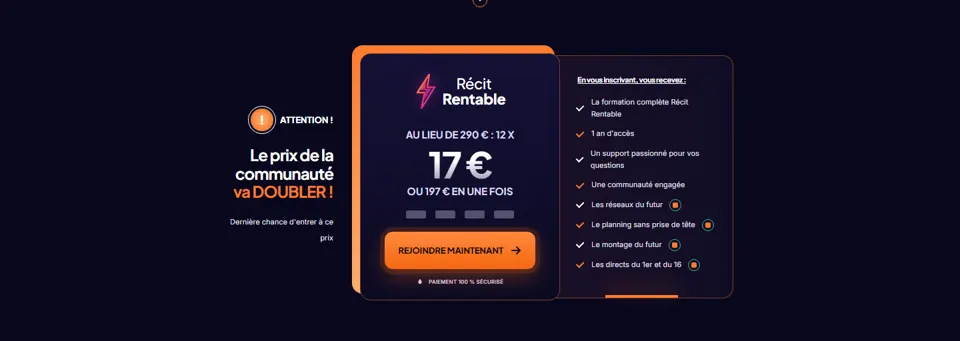 ATTENTION !
Le prix de la
communauté
va DOUBLER !
Dernière chance d'entrer à ce
prix
Récit
Rentable
AU LIEU DE 290 € : 12 X
17 €
OU 197 € EN UNE FOIS
REJOINDRE MAINTENANT
PAIEMENT 100 % SÉCURISÉ
En vous inscrivant, vous recevez :
La formation complète Récit
Rentable
1 an d'accès
Un support passionné pour vos
questions
Une communauté engagée
Les réseaux du futur
Le planning sans prise de tête
Le montage du futur
Les directs du 1er et du 16